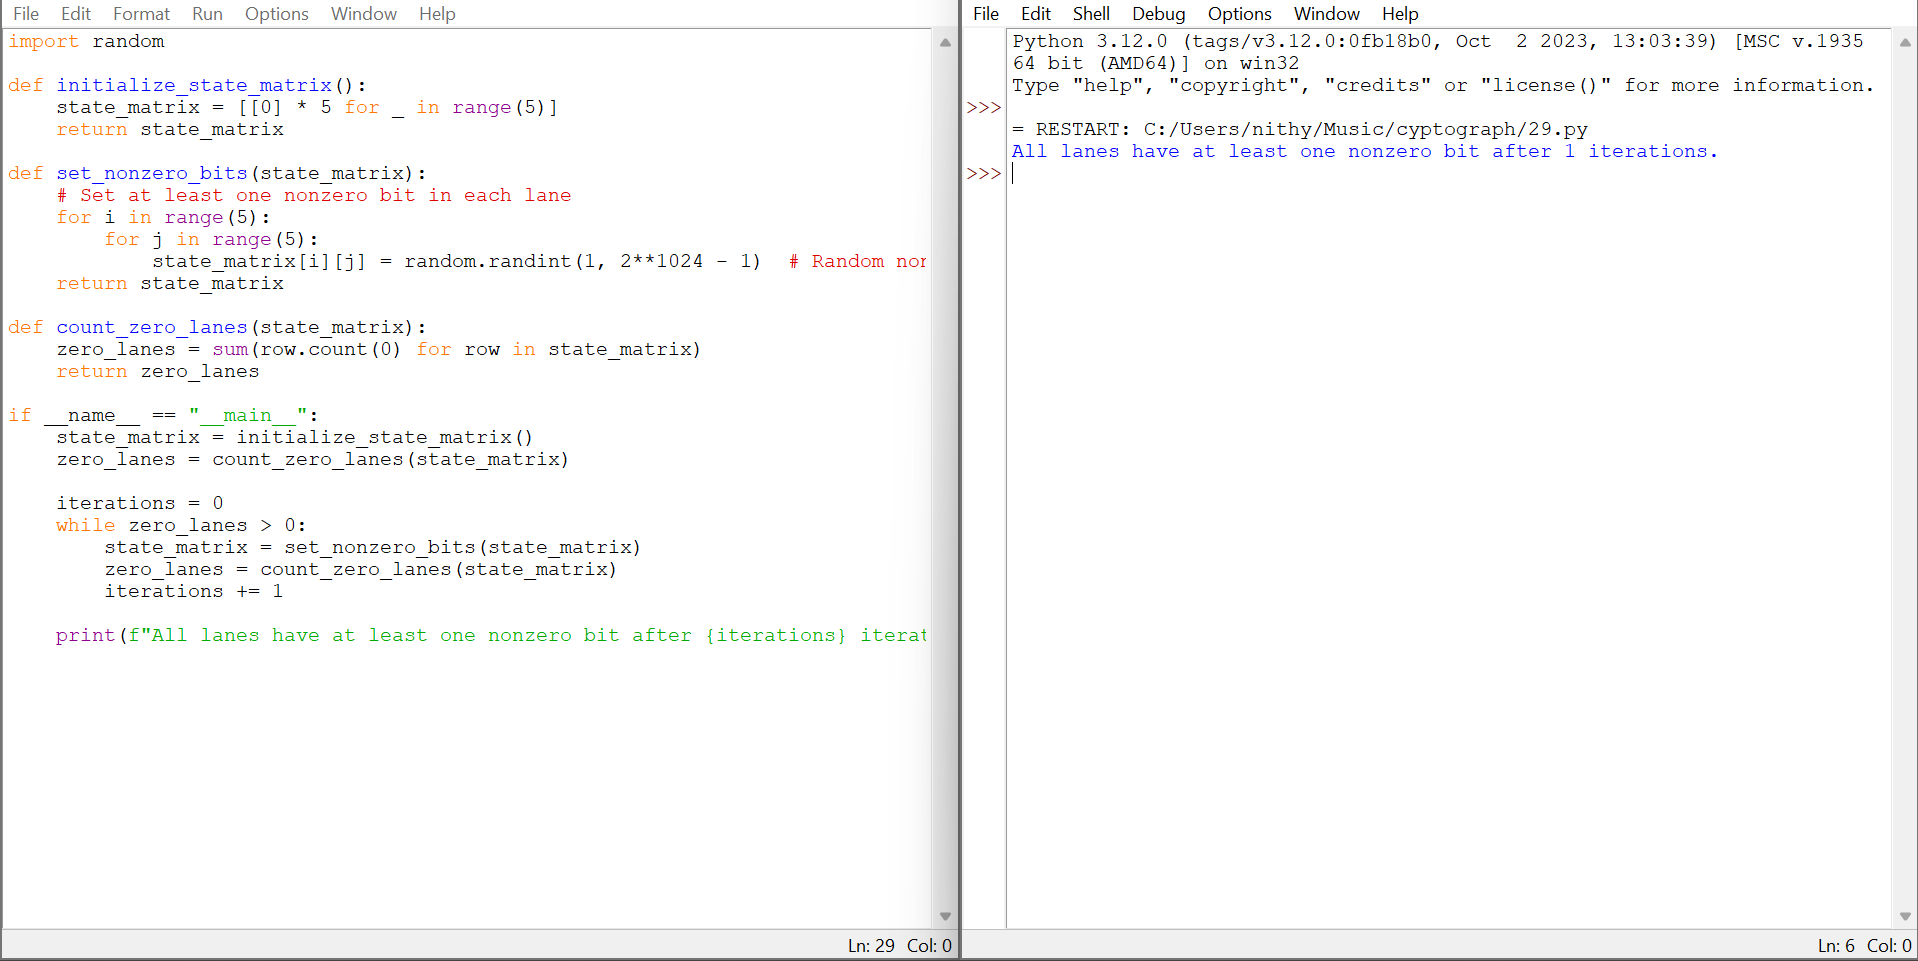 File Edit Format Run Options Window Help
import random

def initialize_state_matrix():
    state_matrix = [[0] * 5 for _ in range(5)]
    return state_matrix

def set_nonzero_bits(state_matrix):
    # Set at least one nonzero bit in each lane
    for i in range(5):
        for j in range(5):
            state_matrix[i][j] = random.randint(1, 2**1024 - 1)  # Random nor
    return state_matrix

def count_zero_lanes(state_matrix):
    zero_lanes = sum(row.count(0) for row in state_matrix)
    return zero_lanes

if __name__ == "__main__":
    state_matrix = initialize_state_matrix()
    zero_lanes = count_zero_lanes(state_matrix)

    iterations = 0
    while zero_lanes > 0:
        state_matrix = set_nonzero_bits(state_matrix)
        zero_lanes = count_zero_lanes(state_matrix)
        iterations += 1

    print(f"All lanes have at least one nonzero bit after {iterations} iterat
Ln: 29 Col: 0
File Edit Shell Debug Options Window Help
Python 3.12.0 (tags/v3.12.0:0fb18b0, Oct  2 2023, 13:03:39) [MSC v.1935
64 bit (AMD64)] on win32
Type "help", "copyright", "credits" or "license()" for more information.
>>>
= RESTART: C:/Users/nithy/Music/cyptograph/29.py
All lanes have at least one nonzero bit after 1 iterations.
>>>
Ln: 6 Col: 0